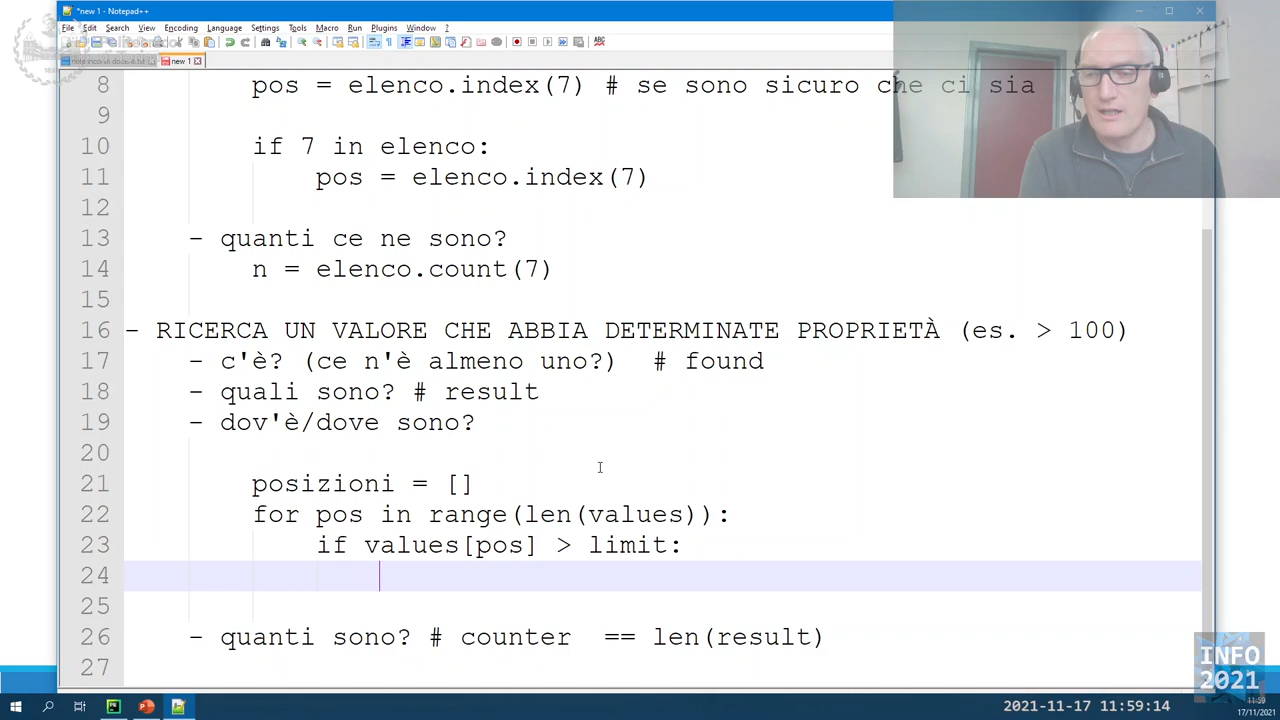 *new 1 - Notepad++
File Edit Search View Encoding Language Settings Tools Macro Run Plugins Window ?
new 1
8 pos = elenco.index(7) # se sono sicuro che ci sia
9
10 if 7 in elenco:
11 pos = elenco.index(7)
12
13 - quanti ce ne sono?
14 n = elenco.count(7)
15
16 - RICERCA UN VALORE CHE ABBIA DETERMINATE PROPRIETÀ (es. > 100)
17 - c'è? (ce n'è almeno uno?) # found
18 - quali sono? # result
19 - dov'è/dove sono?
20
21 posizioni = []
22 for pos in range(len(values)):
23 if values[pos] > limit:
24
25
26 - quanti sono? # counter == len(result)
27
INFO
2021
2021-11-17 11:59:14
11:59
17/11/2021